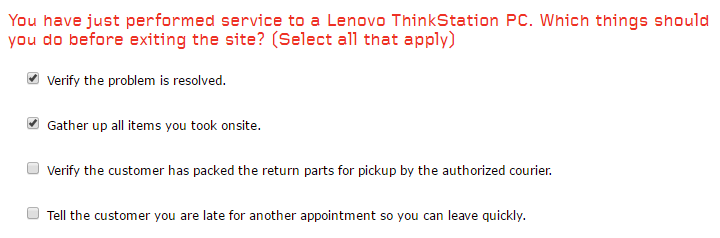 You have just performed service to a Lenovo ThinkStation PC. Which things should
you do before exiting the site? (Select all that apply)
Verify the problem is resolved.
Gather up all items you took onsite.
Verify the customer has packed the return parts for pickup by the authorized courier.
Tell the customer you are late for another appointment so you can leave quickly.